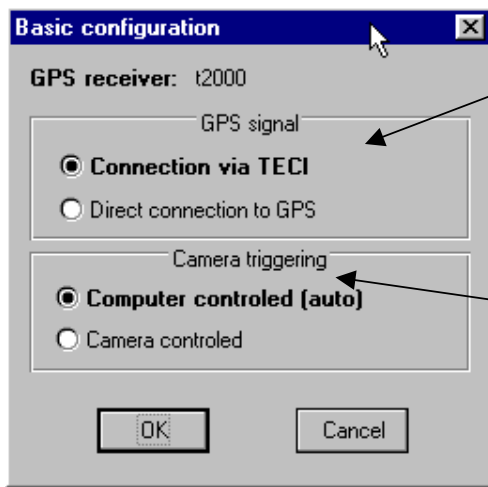 Basic configuration
GPS receiver: t2000
GPS signal
Connection via TECI
Direct connection to GPS
Camera triggering
Computer controled (auto)
Camera controled
OK Cancel